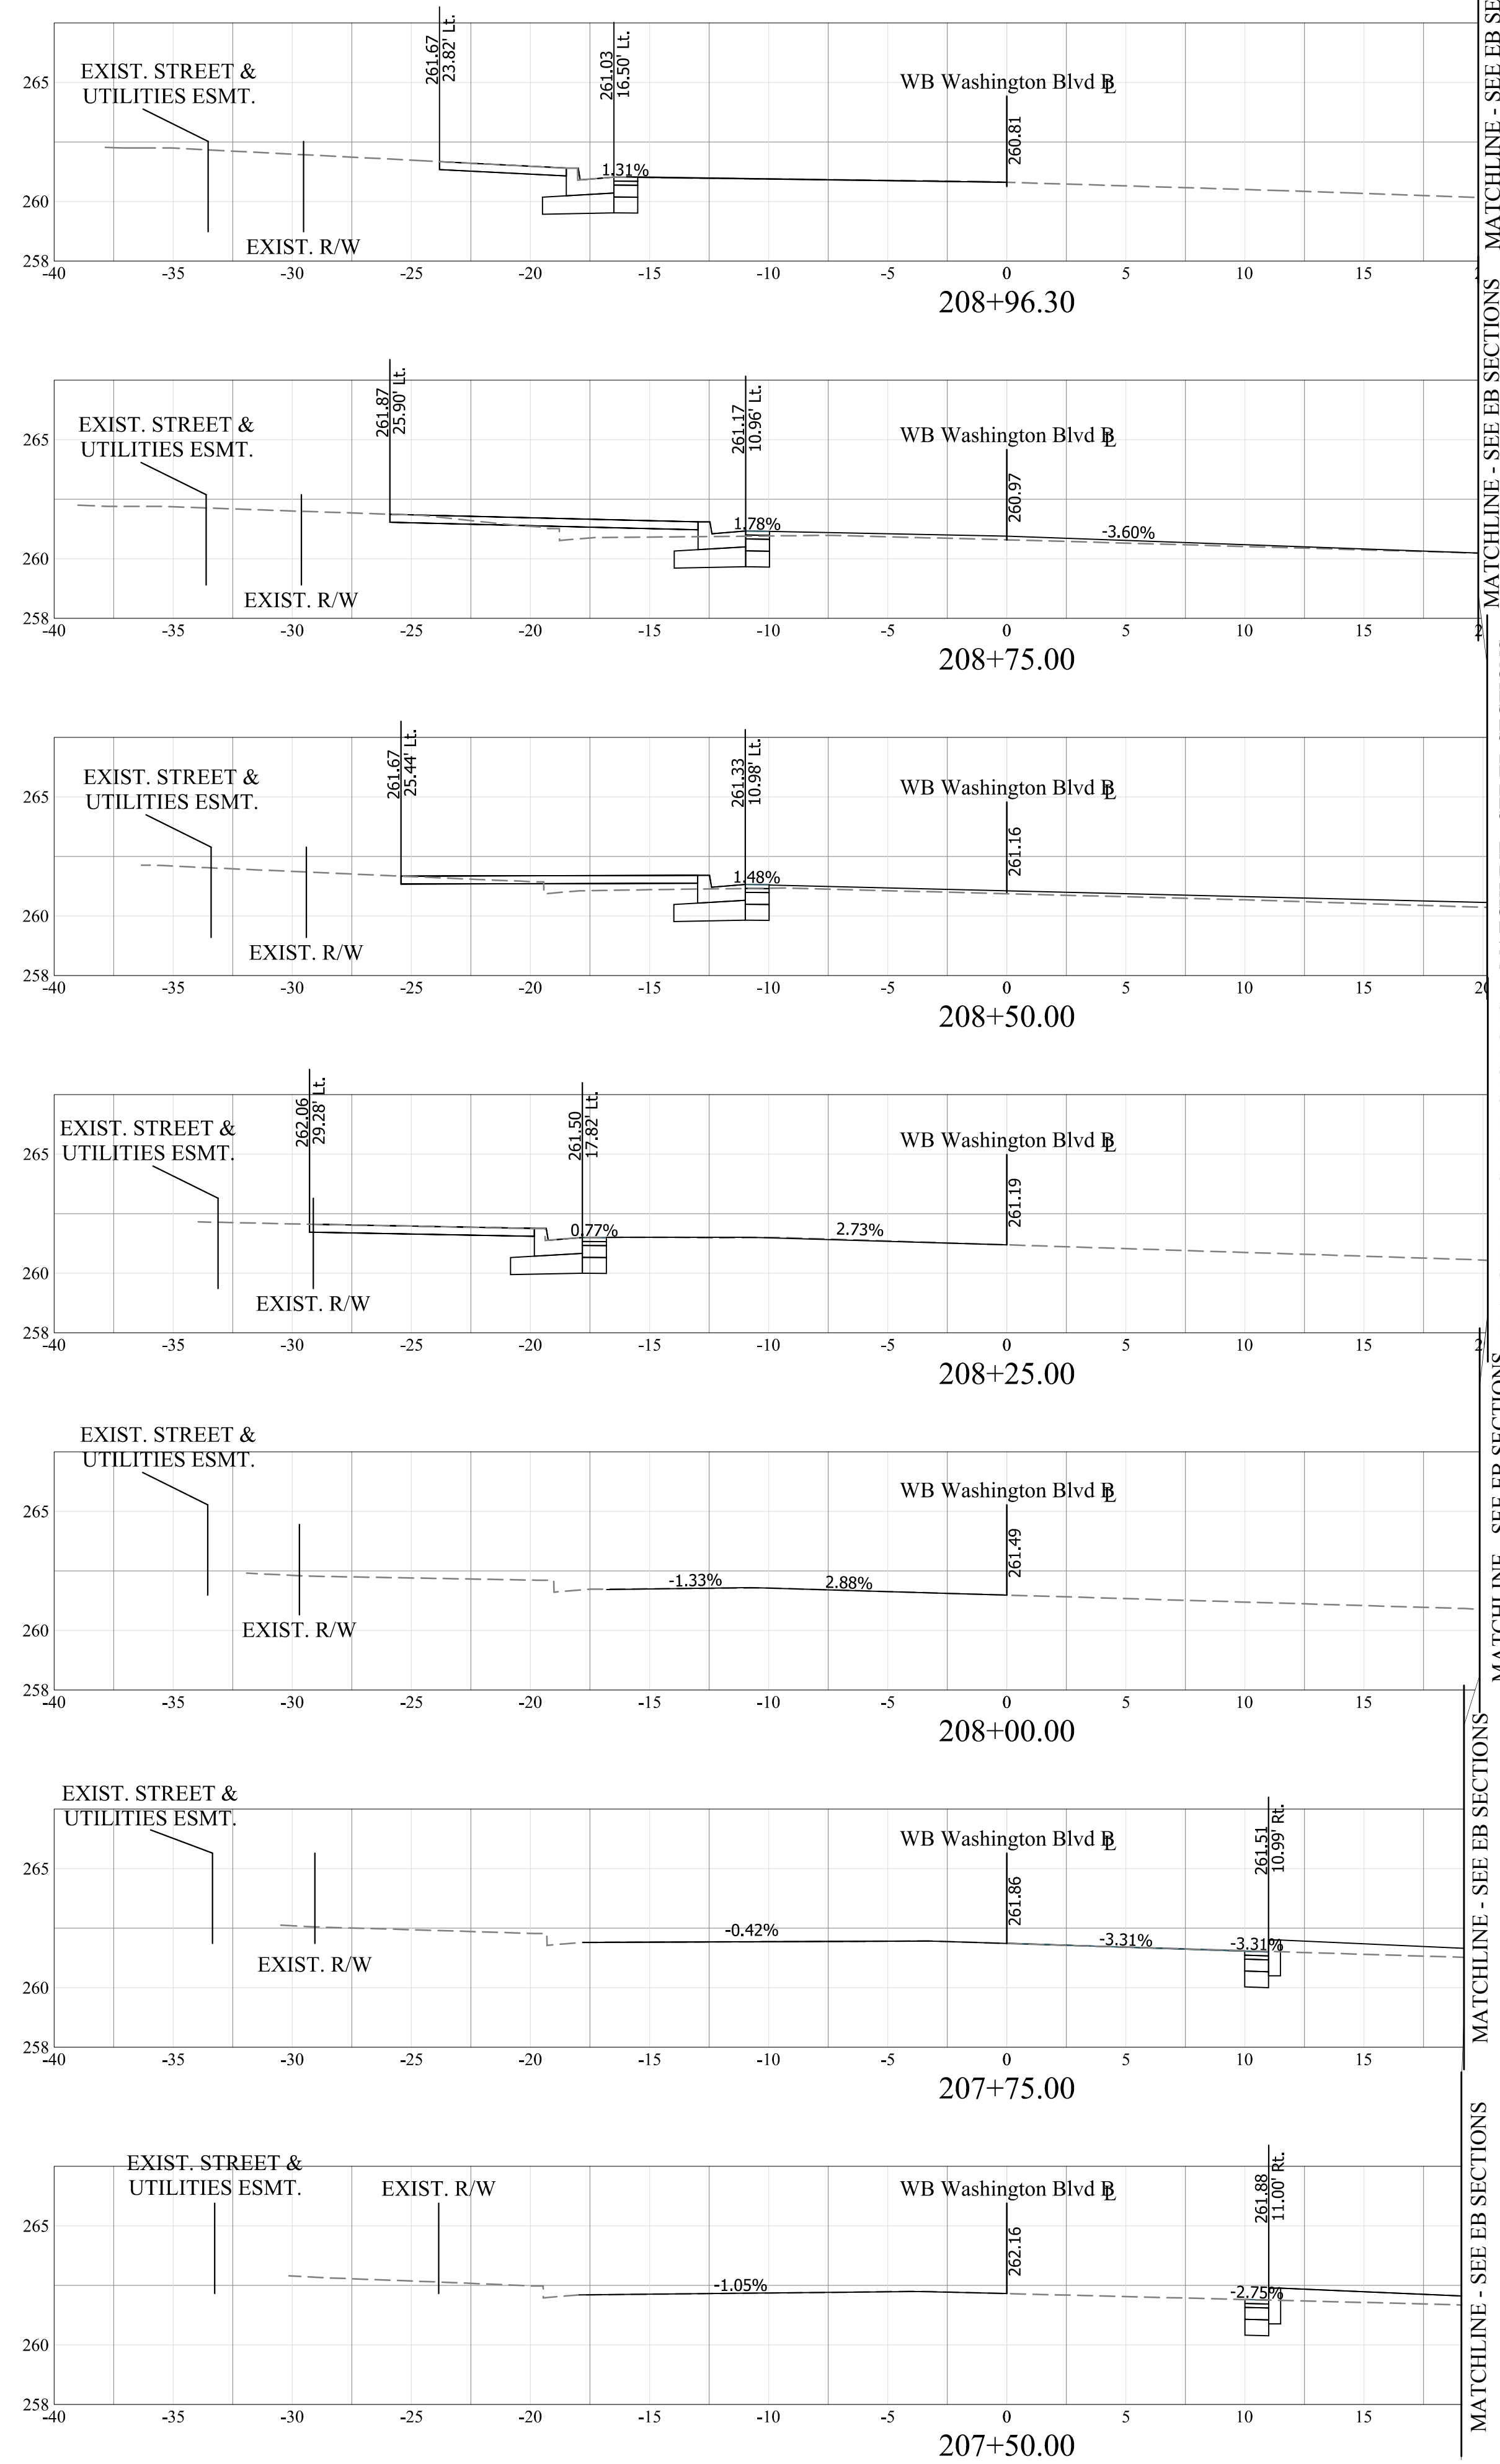 261.67
23.82' Lt.
261.03
16.50' Lt.
EXIST. STREET &
UTILITIES ESMT.
WB Washington Blvd BL
265
260.81
1.31%
260
EXIST. R/W
258
-40 -35 -30 -25 -20 -15 -10 -5 0 5 10 15
208+96.30
MATCHLINE - SEE EB
261.87
25.90' Lt.
261.17
10.96' Lt.
EXIST. STREET &
UTILITIES ESMT.
WB Washington Blvd BL
265
260.97
1.78%
-3.60%
260
EXIST. R/W
258
-40 -35 -30 -25 -20 -15 -10 -5 0 5 10 15
208+75.00
MATCHLINE - SEE EB SECTIONS
261.67
25.44' Lt.
261.33
10.98' Lt.
EXIST. STREET &
UTILITIES ESMT.
WB Washington Blvd BL
265
261.16
1.48%
260
EXIST. R/W
258
-40 -35 -30 -25 -20 -15 -10 -5 0 5 10 15 20
208+50.00
262.06
29.28' Lt.
261.50
17.82' Lt.
EXIST. STREET &
UTILITIES ESMT.
WB Washington Blvd BL
265
261.19
0.77%
2.73%
260
EXIST. R/W
258
-40 -35 -30 -25 -20 -15 -10 -5 0 5 10 15
208+25.00
EXIST. STREET &
UTILITIES ESMT.
WB Washington Blvd BL
265
261.49
-1.33%
2.88%
260
EXIST. R/W
258
-40 -35 -30 -25 -20 -15 -10 -5 0 5 10 15
208+00.00
MATCHLINE - SEE EB SECTIONS
EXIST. STREET &
UTILITIES ESMT.
WB Washington Blvd BL
261.51
10.99' Rt.
265
261.86
-0.42%
-3.31%
-3.31%
EXIST. R/W
260
258
-40 -35 -30 -25 -20 -15 -10 -5 0 5 10 15
207+75.00
MATCHLINE - SEE EB SECTIONS
EXIST. STREET &
UTILITIES ESMT.
EXIST. R/W
WB Washington Blvd BL
261.88
11.00' Rt.
265
262.16
-1.05%
-2.75%
260
258
-40 -35 -30 -25 -20 -15 -10 -5 0 5 10 15
207+50.00
MATCHLINE - SEE EB SECTIONS